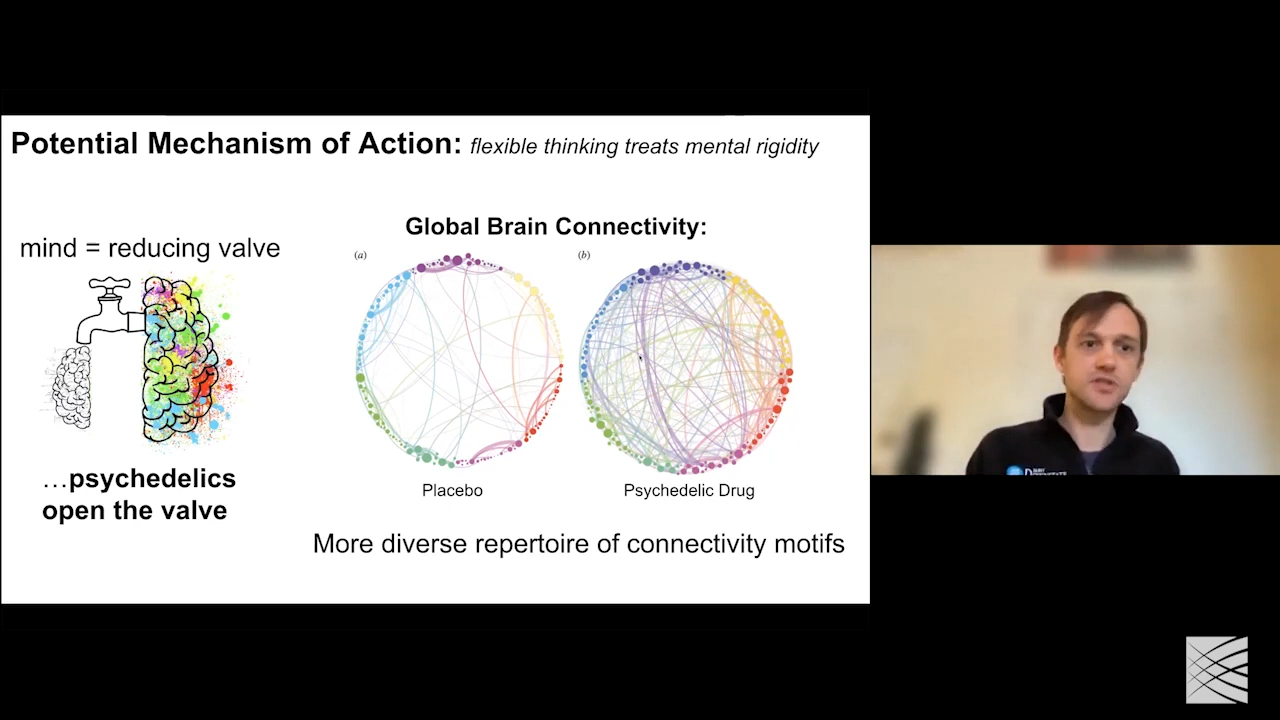 Potential Mechanism of Action: flexible thinking treats mental rigidity
mind = reducing valve
...psychedelics
open the valve
Global Brain Connectivity:
(a)
(b)
Placebo
Psychedelic Drug
More diverse repertoire of connectivity motifs